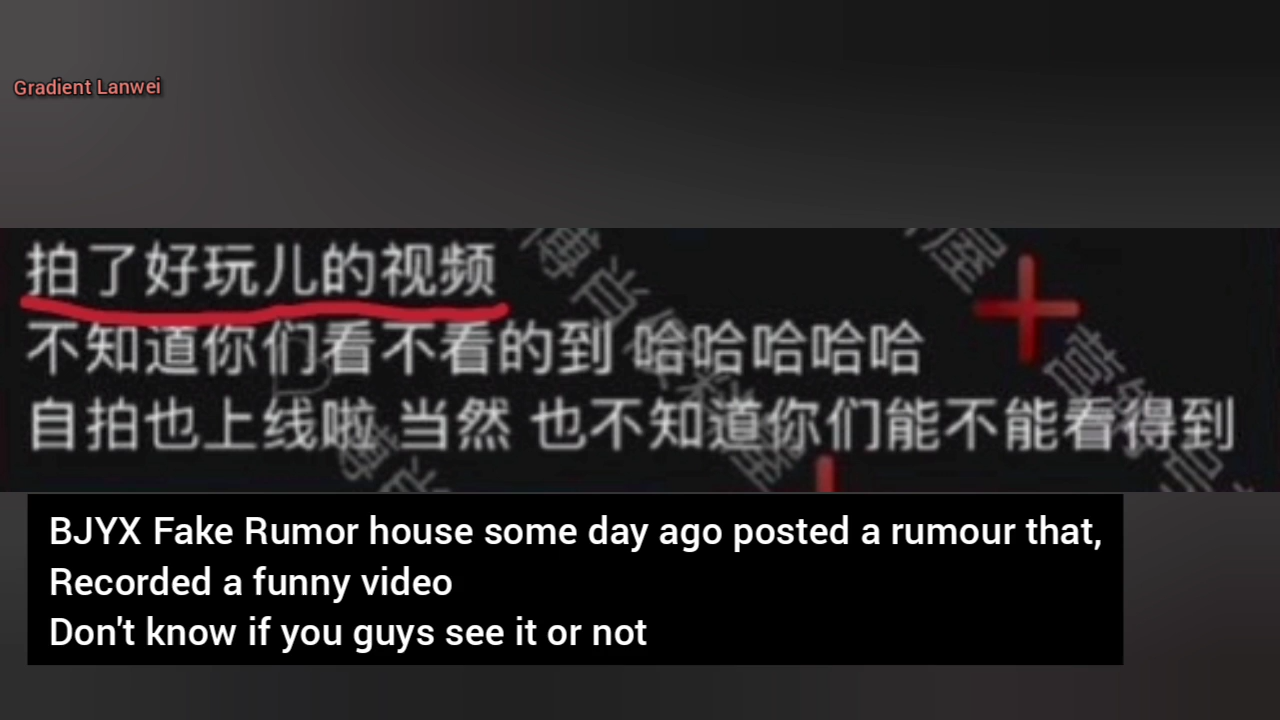 Gradient Lanwei
拍了好玩儿的视频
不知道你们看不看的到 哈哈哈哈哈
自拍也上线啦 当然 也不知道你们能不能看得到
BJYX Fake Rumor house some day ago posted a rumour that,
Recorded a funny video
Don't know if you guys see it or not